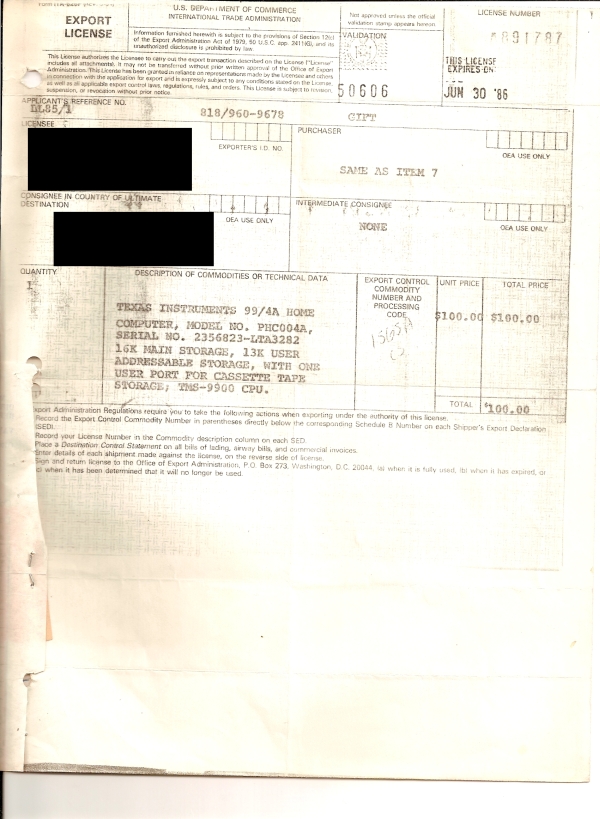 EXPORT
LICENSE
U.S. DEPARTMENT OF COMMERCE
INTERNATIONAL TRADE ADMINISTRATION
Information furnished herewith is subject to the provisions of Section 12(c)
of the Export Administration Act of 1979, 50 U.S.C. app. 2411(c), and its
unauthorized disclosure is prohibited by law.
Not approved unless the official
validation stamp appears hereon
VALIDATION
50606
LICENSE NUMBER
891787
THIS LICENSE
EXPIRES ON:
JUN 30 '86
This License authorizes the Licensee to carry out the export transaction described on the License ("License"
includes all attachments). It may not be transferred without prior written approval of the Office of Export
Administration. This License has been granted in reliance on representations made by the Licensee and others
in connection with the application for export and is expressly subject to any conditions stated on the License,
as well as all applicable export control laws, regulations, rules, and orders. This License is subject to revision,
suspension, or revocation without prior notice.
APPLICANT'S REFERENCE NO.
LL85/1
818/960-9678
GIFT
LICENSEE
EXPORTER'S I.D. NO.
PURCHASER
OEA USE ONLY
SAME AS ITEM 7
CONSIGNEE IN COUNTRY OF ULTIMATE
DESTINATION
OEA USE ONLY
INTERMEDIATE CONSIGNEE
NONE
OEA USE ONLY
QUANTITY
DESCRIPTION OF COMMODITIES OR TECHNICAL DATA
EXPORT CONTROL
COMMODITY
NUMBER AND
PROCESSING
CODE
UNIT PRICE
TOTAL PRICE
1
TEXAS INSTRUMENTS 99/4A HOME
COMPUTER, MODEL NO. PHC004A,
SERIAL NO. 2356823-LTA3282
16K MAIN STORAGE, 13K USER
ADDRESSABLE STORAGE, WITH ONE
USER PORT FOR CASSETTE TAPE
STORAGE; TMS-9900 CPU.
1565A
$100.00
$100.00
TOTAL
$100.00
xport Administration Regulations require you to take the following actions when exporting under the authority of this license.
Record the Export Control Commodity Number in parentheses directly below the corresponding Schedule B Number on each Shipper's Export Declaration
(SED).
Record your License Number in the Commodity description column on each SED.
Place a Destination Control Statement on all bills of lading, airway bills, and commercial invoices.
Enter details of each shipment made against the license, on the reverse side of license.
Sign and return license to the Office of Export Administration, P.O. Box 273, Washington, D.C. 20044, (a) when it is fully used, (b) when it has expired, or
(c) when it has been determined that it will no longer be used.